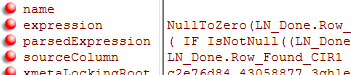 name
expression NullToZero(LN_Done.Row_
parsedExpression ( IF IsNotNull((LN_Done.
sourceColumn LN_Done.Row_Found_CIR1
xmetaLockingRoot